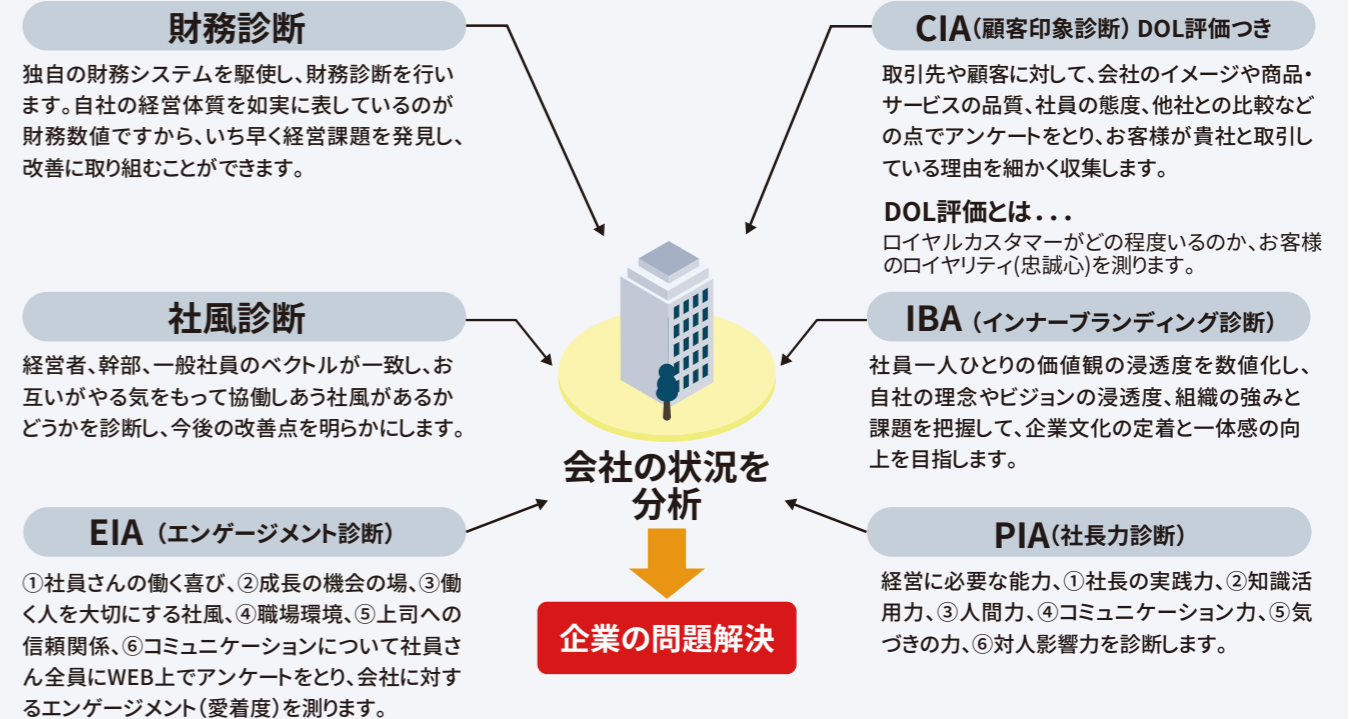 財務診断
独自の財務システムを駆使し、財務診断を行い
ます。自社の経営体質を如実に表しているのが
財務数値ですから、いち早く経営課題を発見し、
改善に取り組むことができます。
CIA(顧客印象診断) DOL評価つき
取引先や顧客に対して、会社のイメージや商品・
サービスの品質、社員の態度、他社との比較など
の点でアンケートをとり、お客様が貴社と取引し
ている理由を細かく収集します。
DOL評価とは...
ロイヤルカスタマーがどの程度いるのか、お客様
のロイヤリティ(忠誠心)を測ります。
社風診断
経営者、幹部、一般社員のベクトルが一致し、お
互いがやる気をもって協働しあう社風があるか
どうかを診断し、今後の改善点を明らかにします。
IBA（インナーブランディング診断）
社員一人ひとりの価値観の浸透度を数値化し、
自社の理念やビジョンの浸透度、組織の強みと
課題を把握して、企業文化の定着と一体感の向
上を目指します。
会社の状況を
分析
EIA（エンゲージメント診断）
①社員さんの働く喜び、②成長の機会の場、③働
く人を大切にする社風、④職場環境、⑤上司への
信頼関係、⑥コミュニケーションについて社員さ
ん全員にWEB上でアンケートをとり、会社に対す
るエンゲージメント（愛着度）を測ります。
PIA(社長力診断)
経営に必要な能力、①社長の実践力、②知識活
用力、③人間力、④コミュニケーション力、⑤気
づきの力、⑥対人影響力を診断します。
企業の問題解決